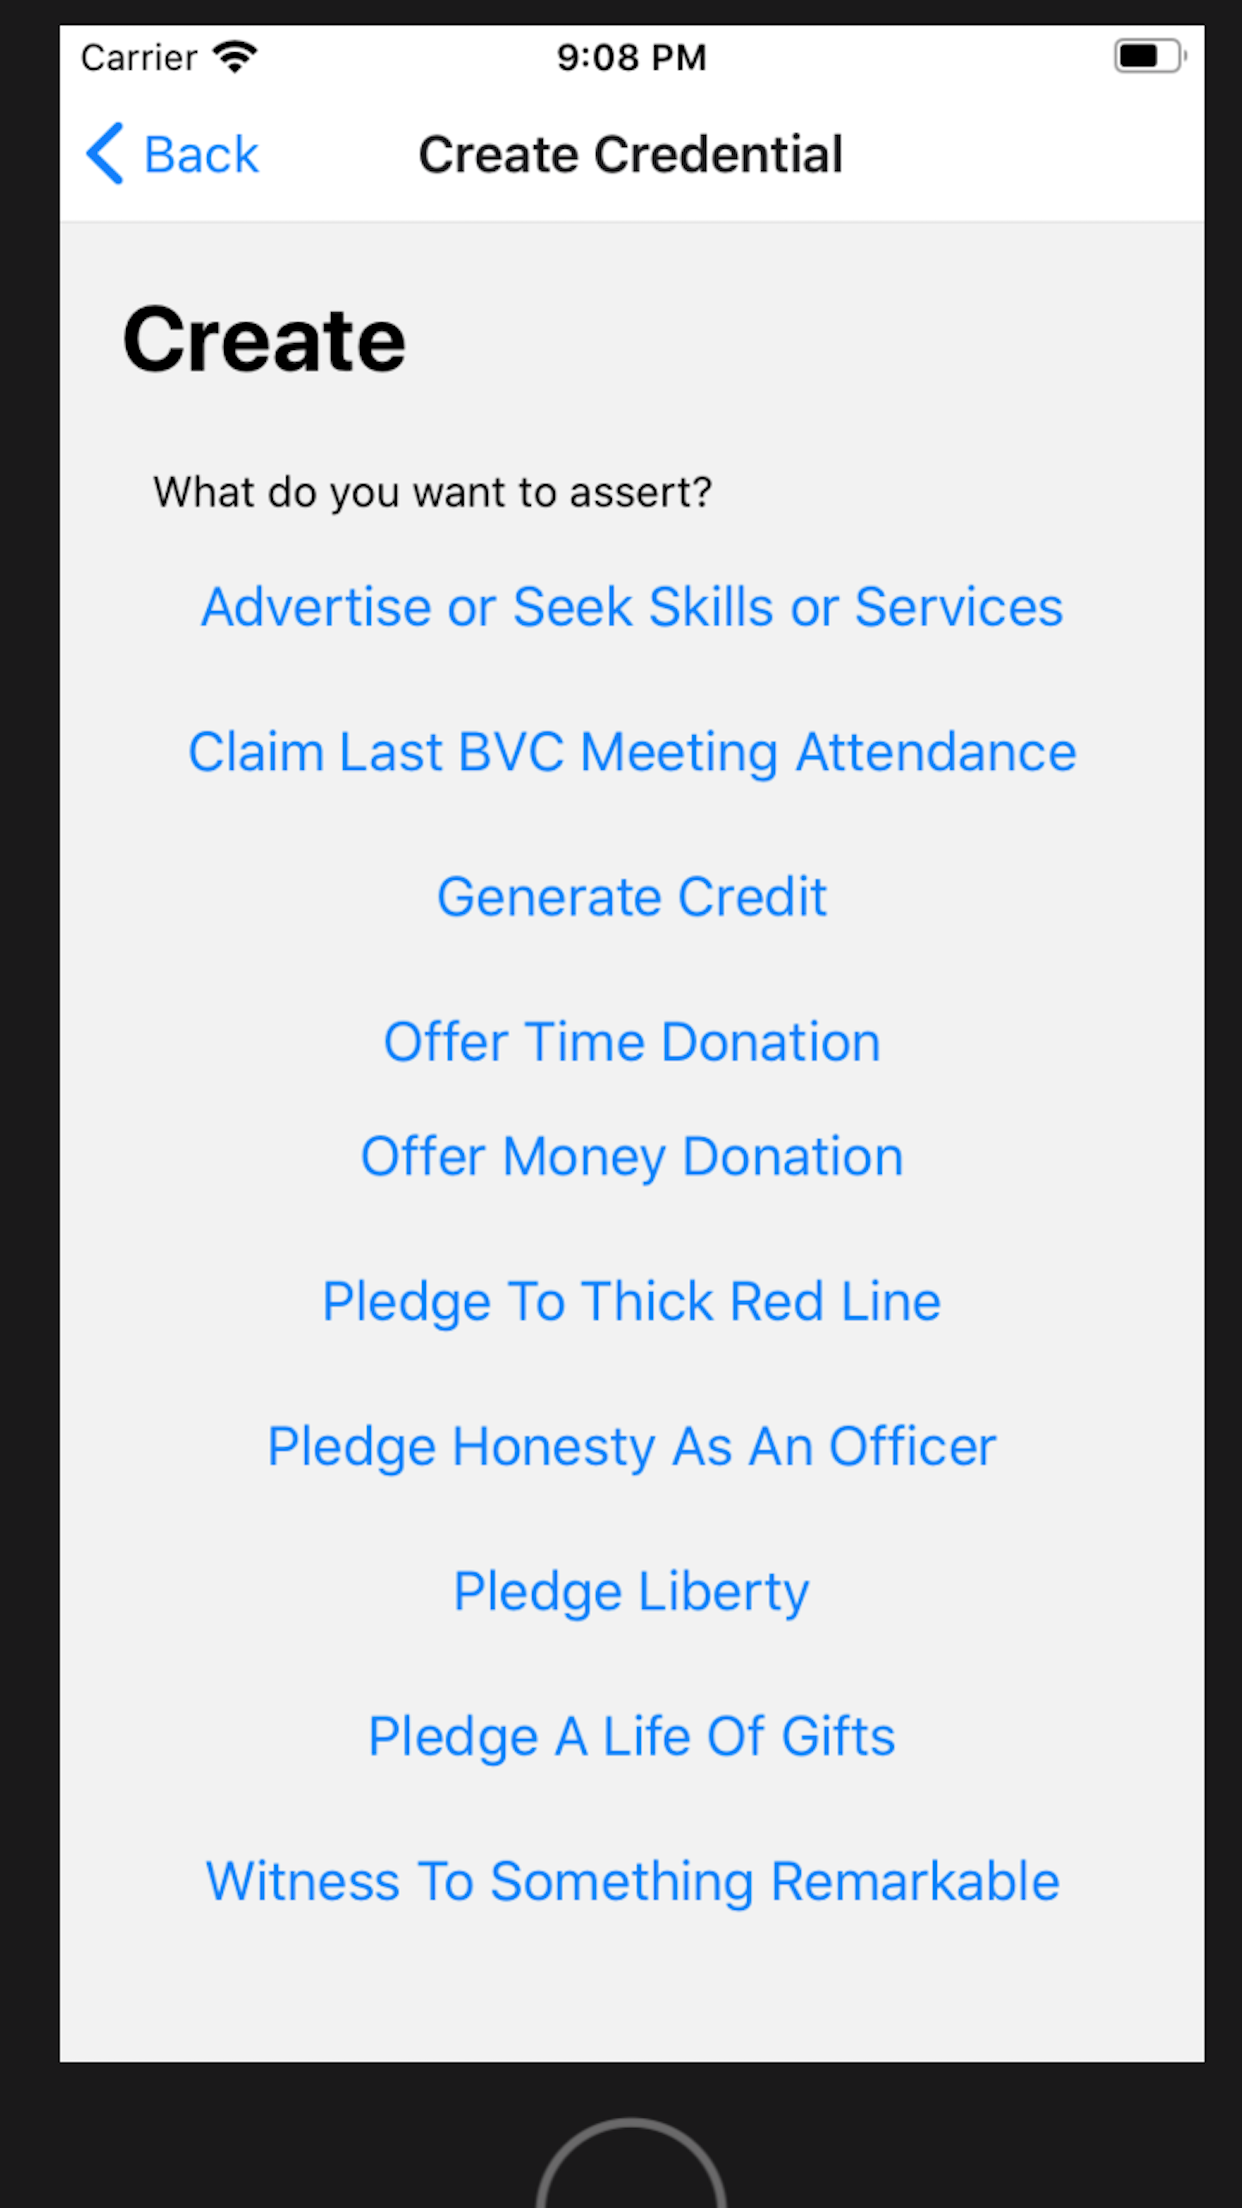 Carrier 9:08 PM
Back Create Credential
Create
What do you want to assert?
Advertise or Seek Skills or Services
Claim Last BVC Meeting Attendance
Generate Credit
Offer Time Donation
Offer Money Donation
Pledge To Thick Red Line
Pledge Honesty As An Officer
Pledge Liberty
Pledge A Life Of Gifts
Witness To Something Remarkable